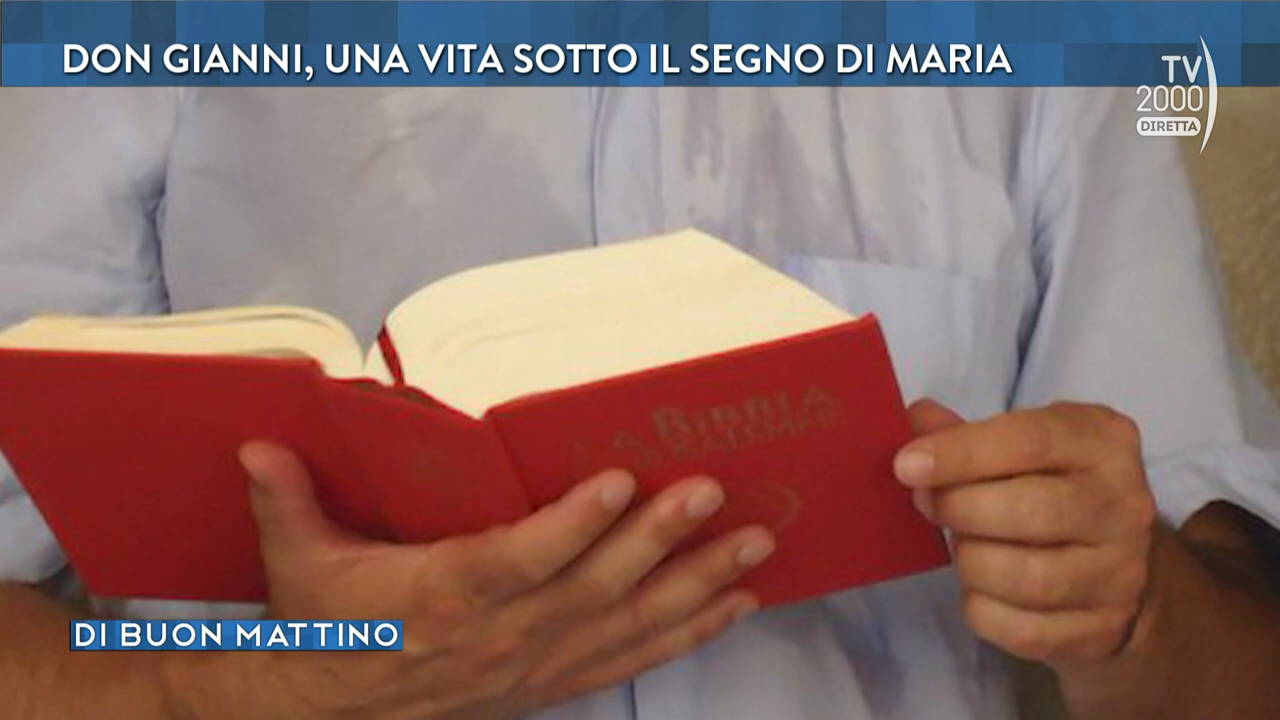 DON GIANNI, UNA VITA SOTTO IL SEGNO DI MARIA
TV
2000
DIRETTA
LA BIBBIA
DI BUON MATTINO